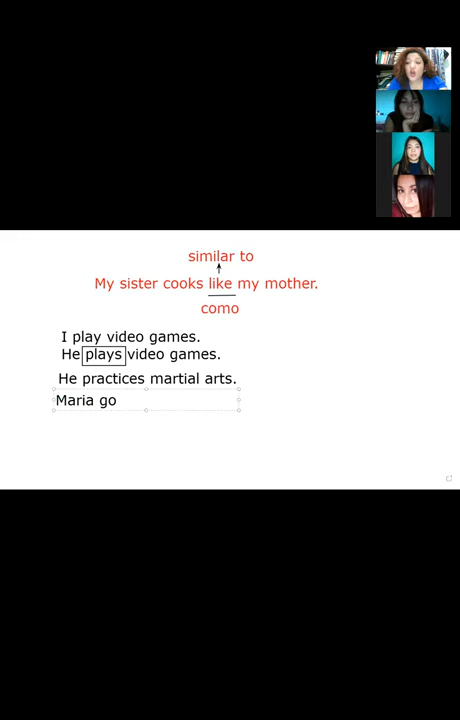 similar to
My sister cooks like my mother.
como
I play video games.
He plays video games.
He practices martial arts.
Maria go